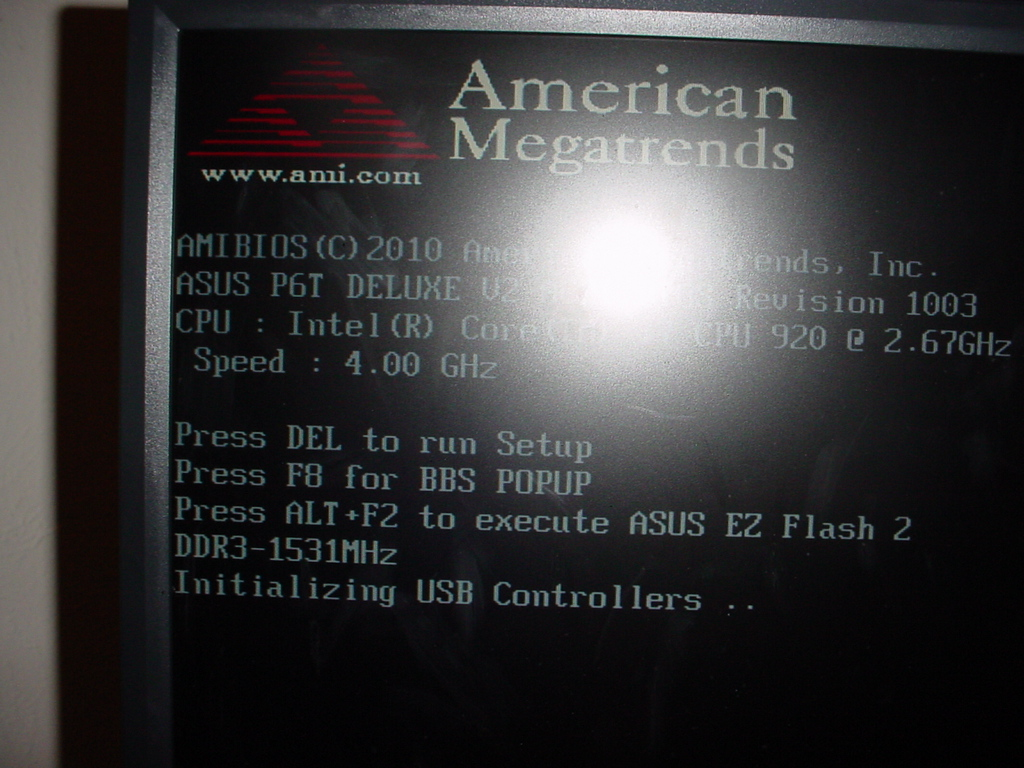 American
Megatrends
www.ami.com
AMIBIOS(C)2010 Ame rends, Inc.
ASUS P6T DELUXE V2 Revision 1003
CPU : Intel(R) Core CPU 920 @ 2.67GHz
Speed : 4.00 GHz
Press DEL to run Setup
Press F8 for BBS POPUP
Press ALT+F2 to execute ASUS EZ Flash 2
DDR3-1531MHz
Initializing USB Controllers ..